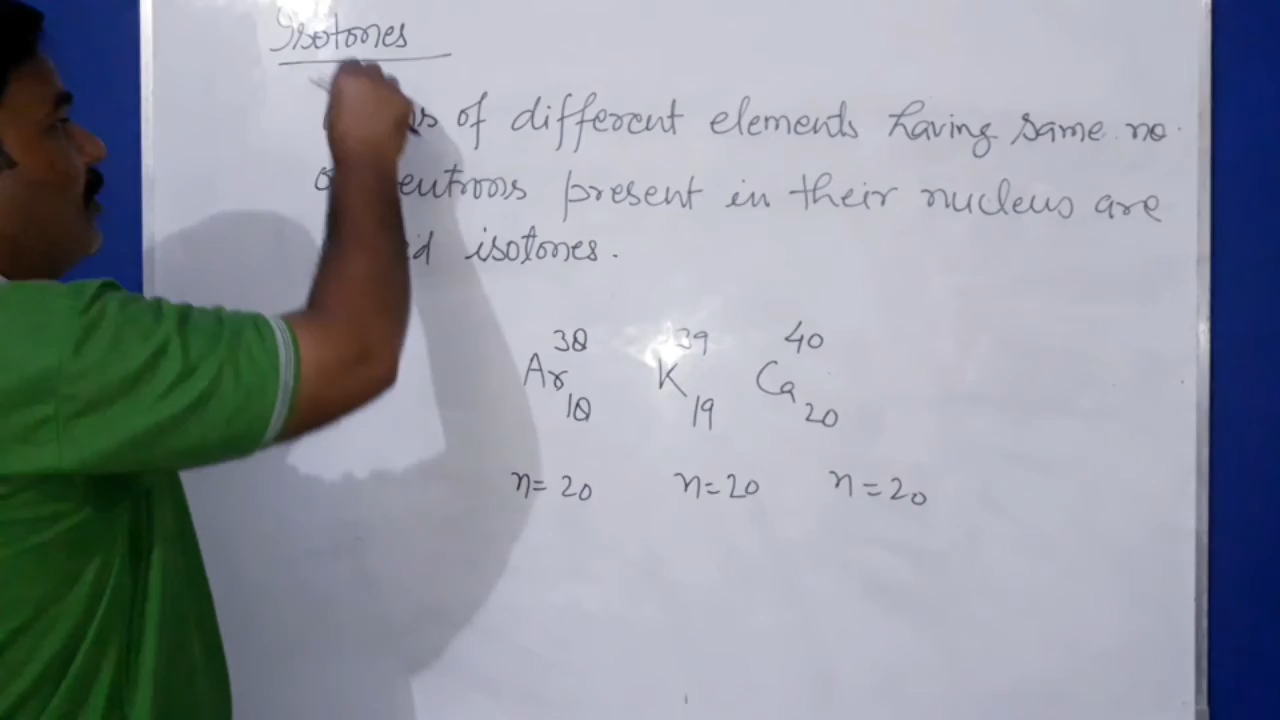 Isotones
of different elements having same no.
present in their nucleus are
isotones.
38 39 40
Ar K Ca
18 19 20
n= 20 n=20 n=20